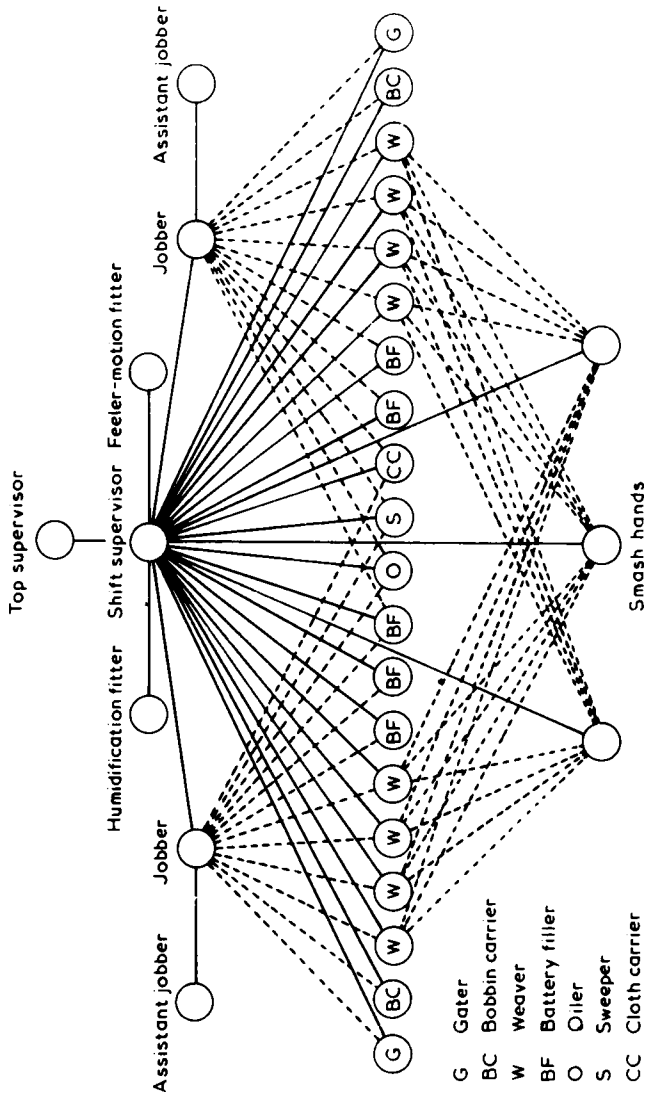 Top supervisor
Humidification fitter
Shift supervisor
Feeler-motion fitter
Assistant jobber
Jobber
Jobber
Assistant jobber
G
BC
W
W
W
W
BF
BF
BF
O
S
CC
BF
BF
W
W
W
W
BC
G
G Gater
BC Bobbin carrier
W Weaver
BF Battery filler
O Oiler
S Sweeper
CC Cloth carrier
Smash hands